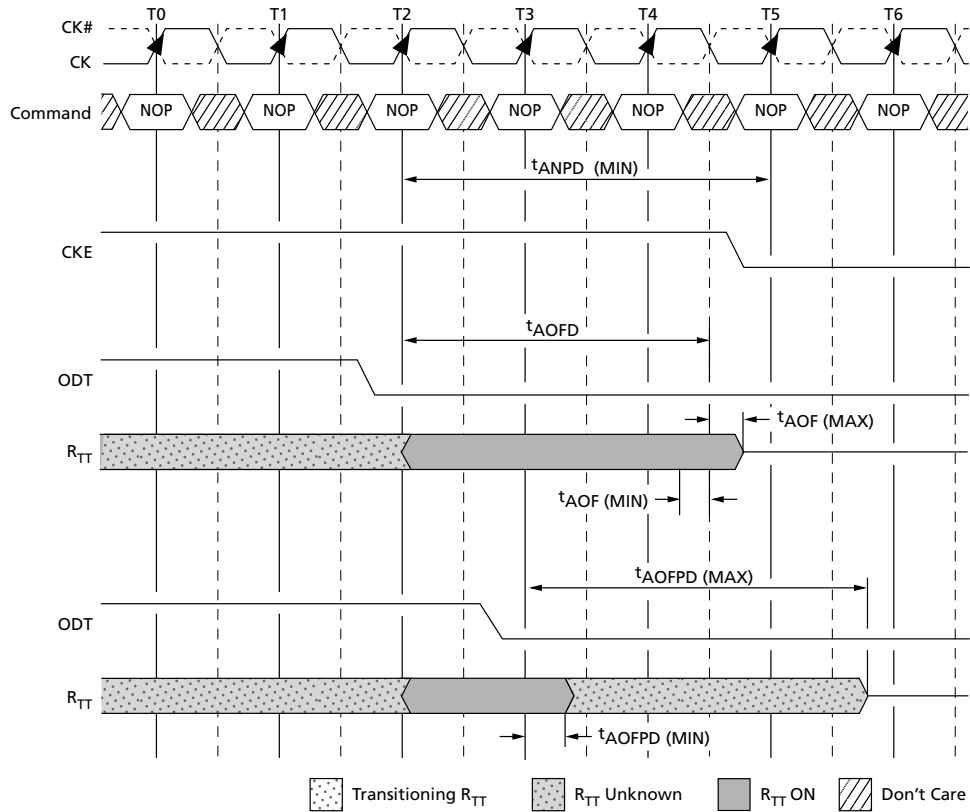 T0 T1 T2 T3 T4 T5 T6
CK#
CK
Command NOP NOP NOP NOP NOP NOP NOP
tANPD (MIN)
CKE
tAOFD
ODT
tAOF (MAX)
RTT
tAOF (MIN)
tAOFPD (MAX)
ODT
RTT
tAOFPD (MIN)
Transitioning RTT RTT Unknown RTT ON Don't Care